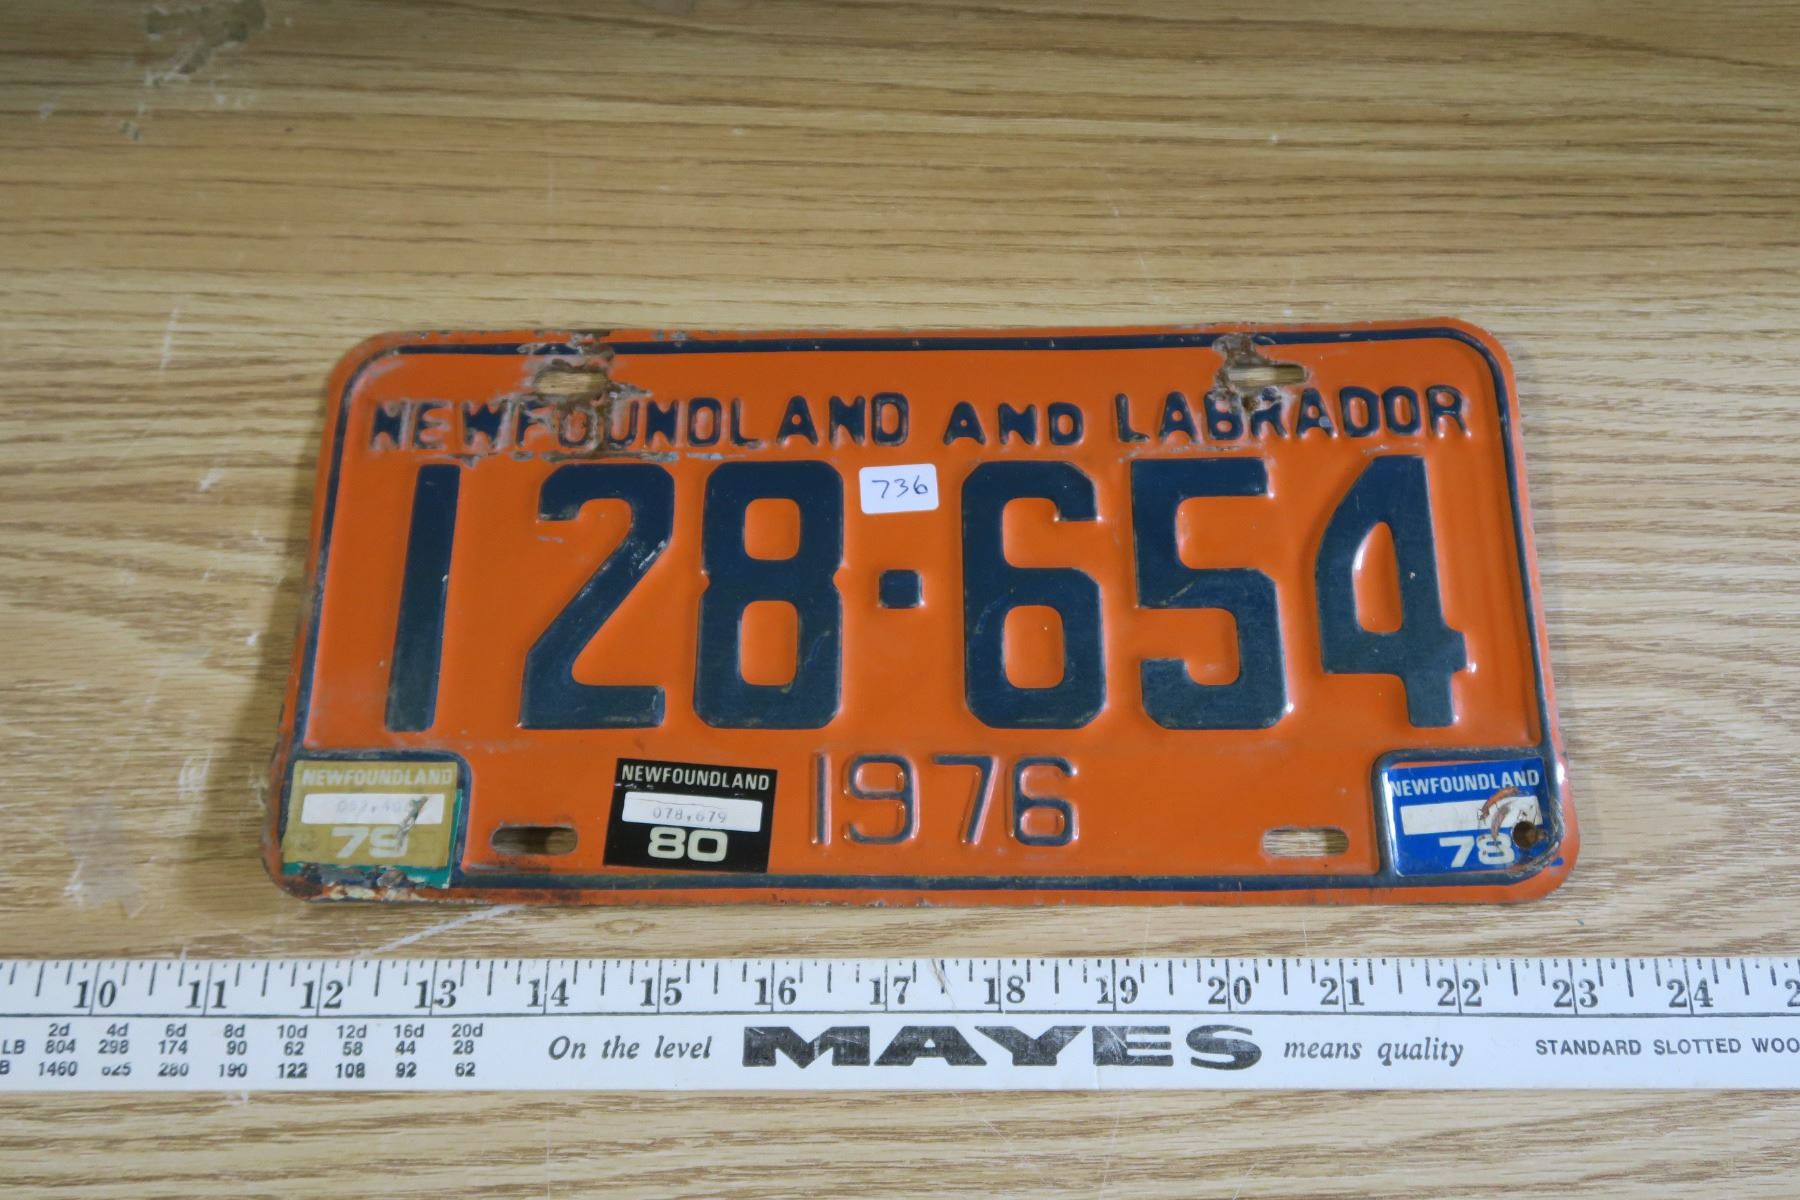 NEWFOUNDLAND AND LABRADOR
128·654
736
1976
NEWFOUNDLAND
79
NEWFOUNDLAND
078,679
80
NEWFOUNDLAND
78
10 11 12 13 14 15 16 17 18 19 20 21 22 23 24
2d 4d 6d 8d 10d 12d 16d 20d
LB 804 298 174 90 62 58 44 28
B 1460 625 280 190 122 108 92 62
On the level MAYES means quality STANDARD SLOTTED WOO